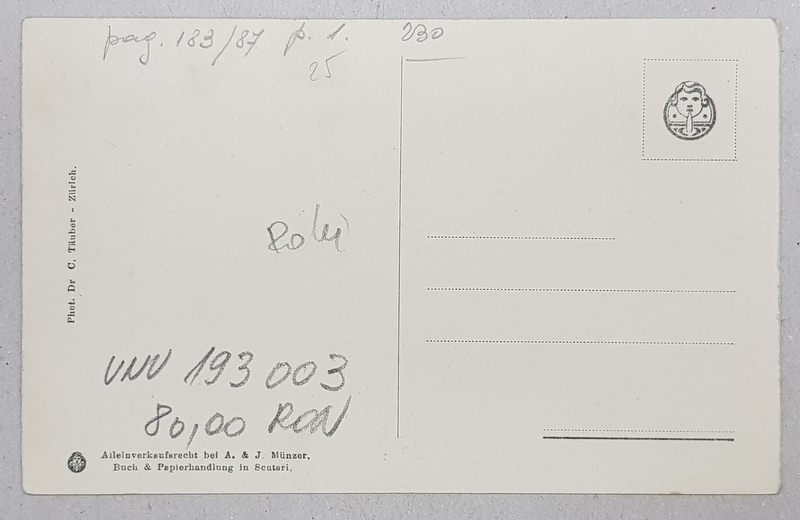 pag. 183/87 p. 1.
25
230
Phot. Dr C. Täuber - Zürich.
VNV 193 003
80,00 RON
Alleinverkaufsrecht bei A. & J. Münzer,
Buch & Papierhandlung in Scutari.